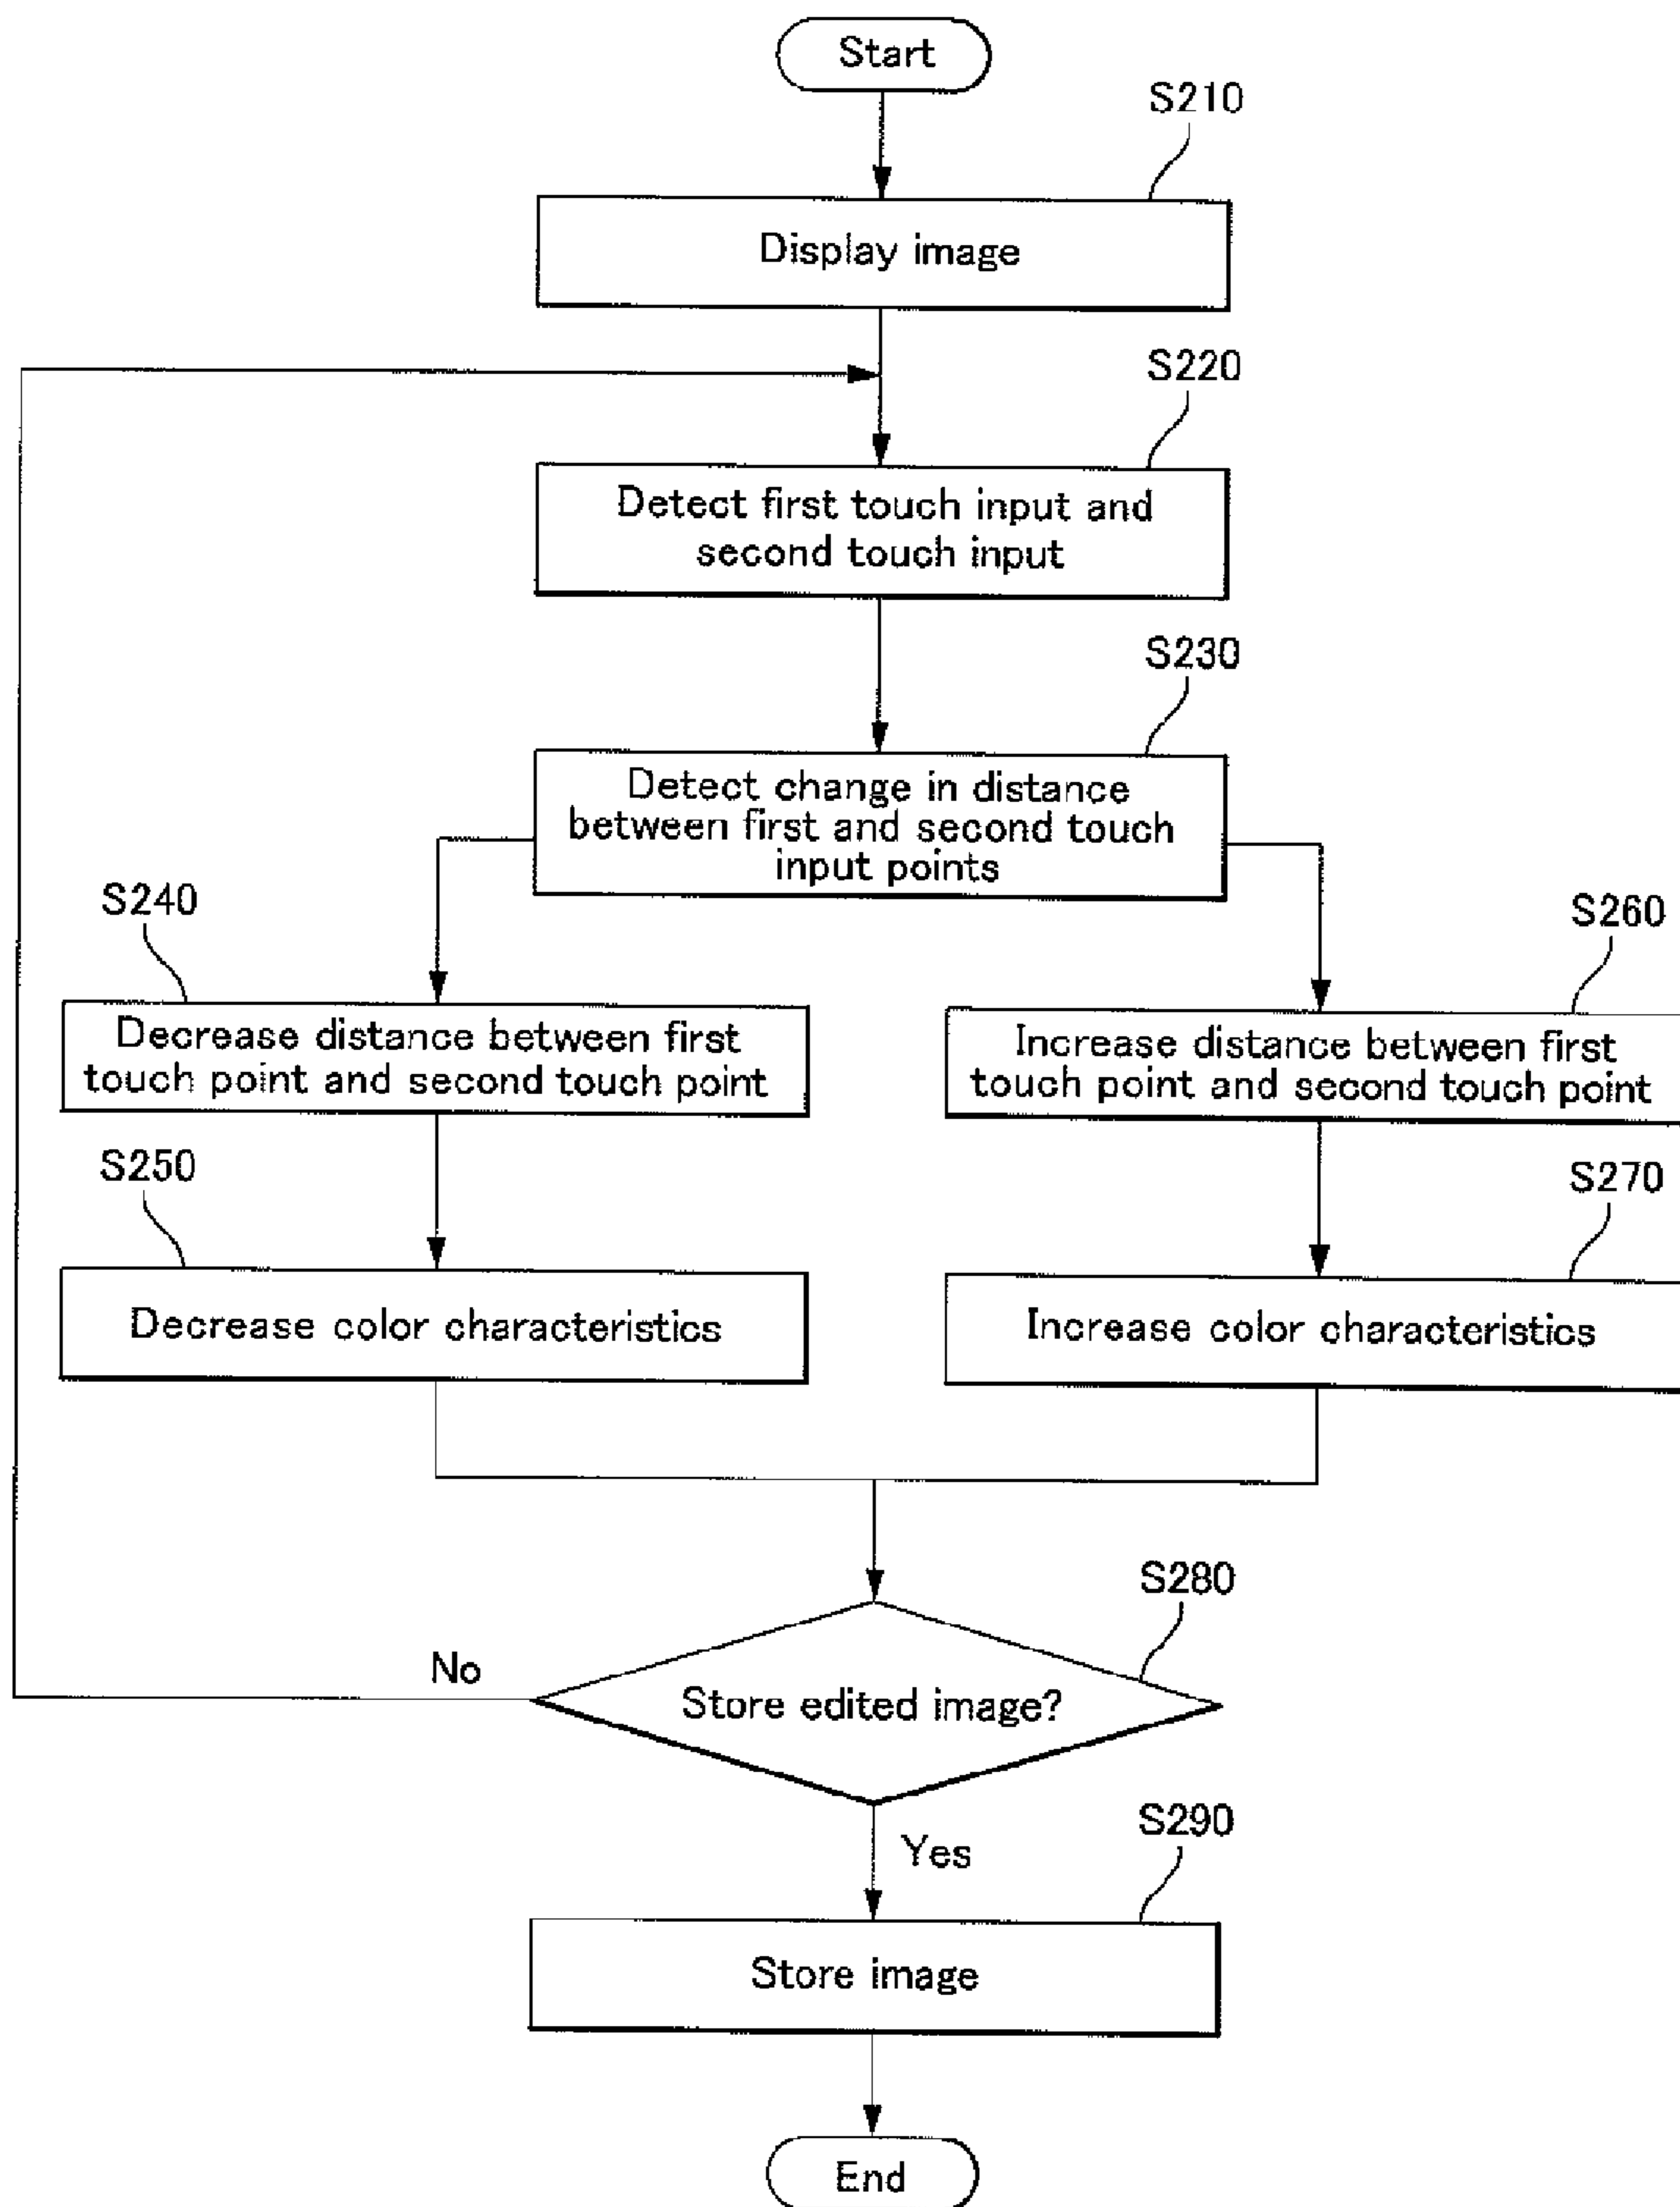 Start
S210
Display image
S220
Detect first touch input and
second touch input
S230
Detect change in distance
between first and second touch
input points
S240
Decrease distance between first
touch point and second touch point
S260
Increase distance between first
touch point and second touch point
S250
Decrease color characteristics
S270
Increase color characteristics
S280
Store edited image?
No
Yes
S290
Store image
End